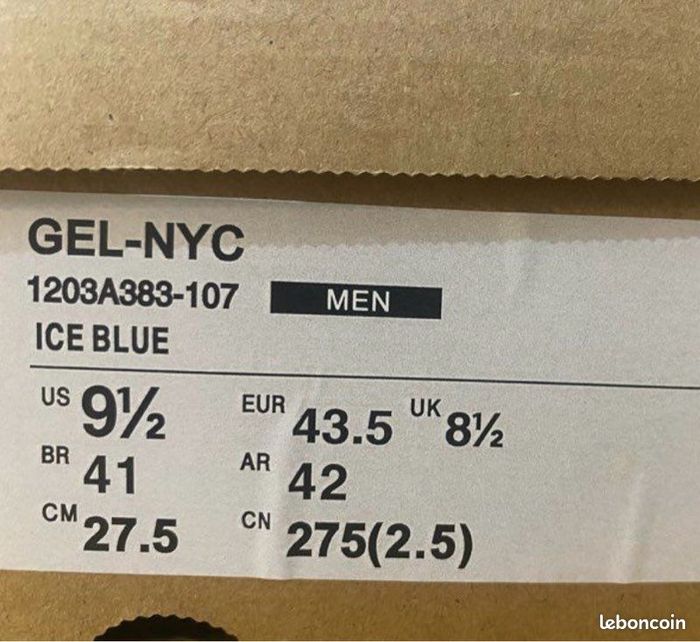 GEL-NYC
1203A383-107 MEN
ICE BLUE
US 9½ EUR 43.5 UK 8½
BR 41 AR 42
CM 27.5 CN 275(2.5)
leboncoin